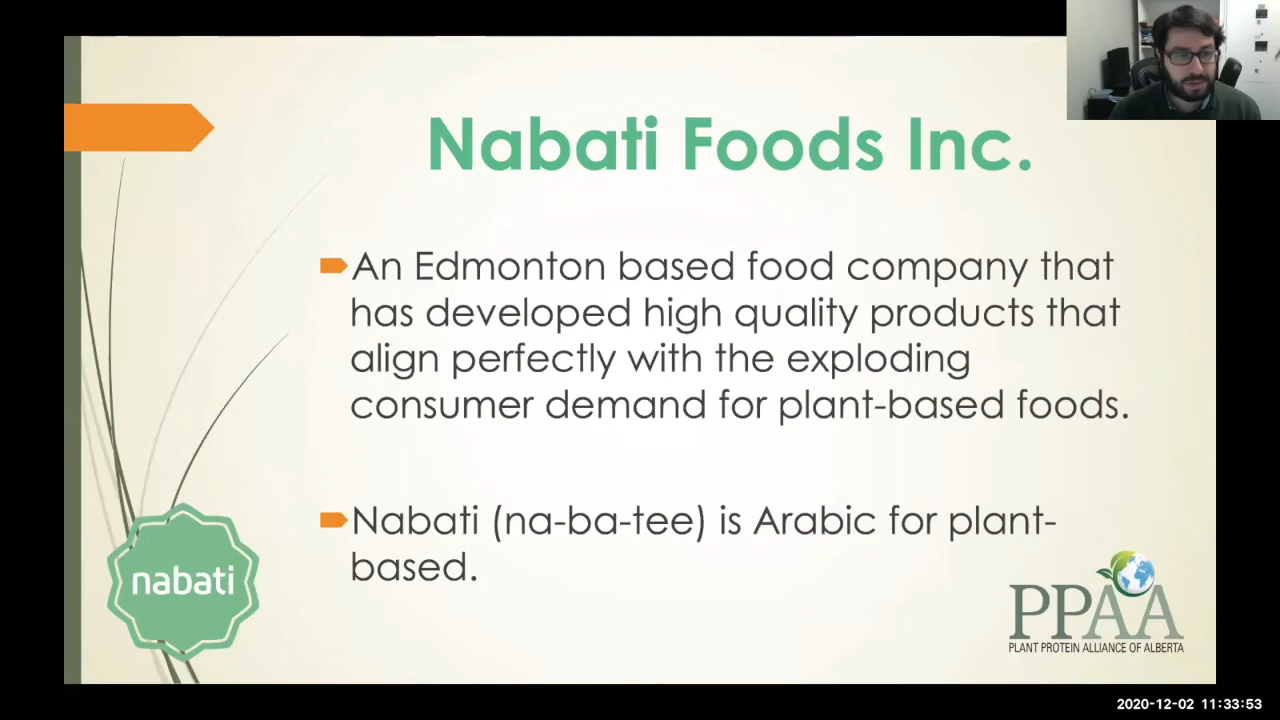 Nabati Foods Inc.
An Edmonton based food company that
has developed high quality products that
align perfectly with the exploding
consumer demand for plant-based foods.
Nabati (na-ba-tee) is Arabic for plant-
based.
nabati
PPAA
PLANT PROTEIN ALLIANCE OF ALBERTA
2020-12-02 11:33:53